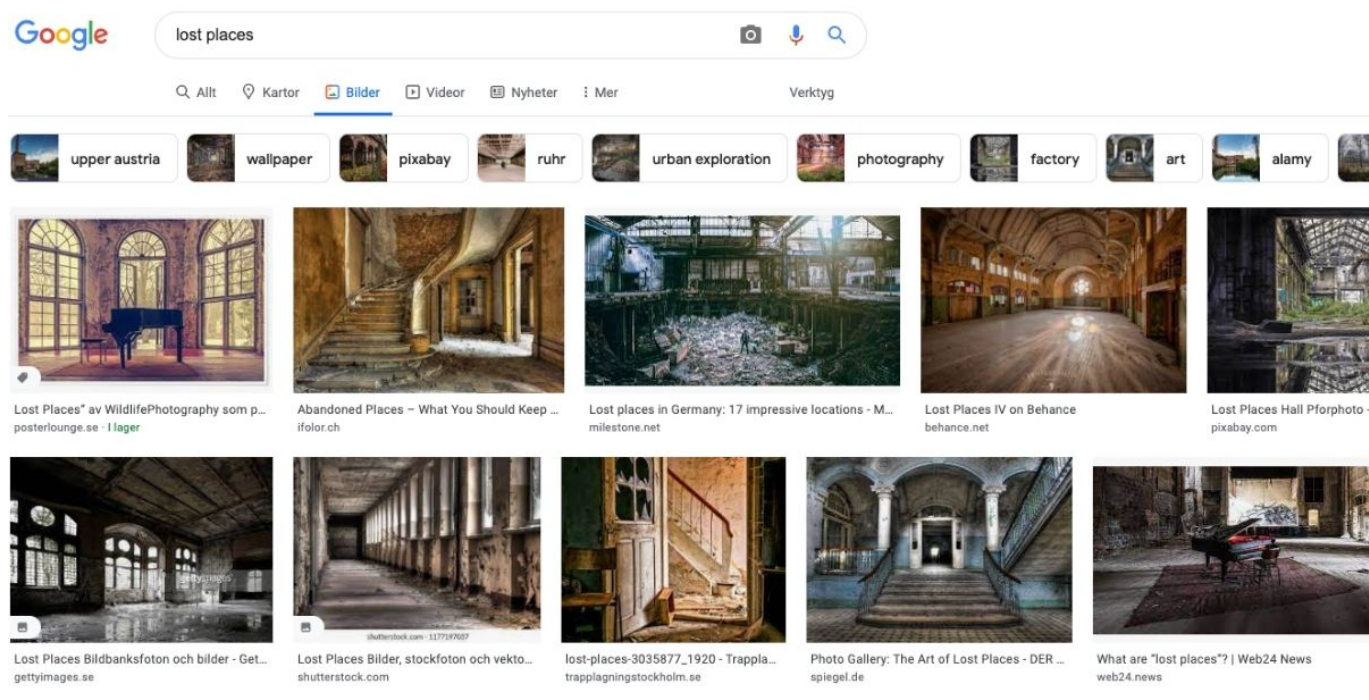 Google
lost places
Allt Kartor Bilder Videor Nyheter Mer Verktyg
upper austria wallpaper pixabay ruhr urban exploration photography factory art alamy
Lost Places" av WildlifePhotography som p... Abandoned Places – What You Should Keep ... Lost places in Germany: 17 impressive locations - M... Lost Places IV on Behance Lost Places Hall Pforphoto -
posterlounge.se · I lager ifolor.ch milestone.net behance.net pixabay.com
gettyimages
shutterstock.com · 1177197037
Lost Places Bildbanksfoton och bilder - Get... Lost Places Bilder, stockfoton och vekto... lost-places-3035877_1920 - Trappla... Photo Gallery: The Art of Lost Places - DER ... What are "lost places"? | Web24 News
gettyimages.se shutterstock.com trapplagningstockholm.se spiegel.de web24.news